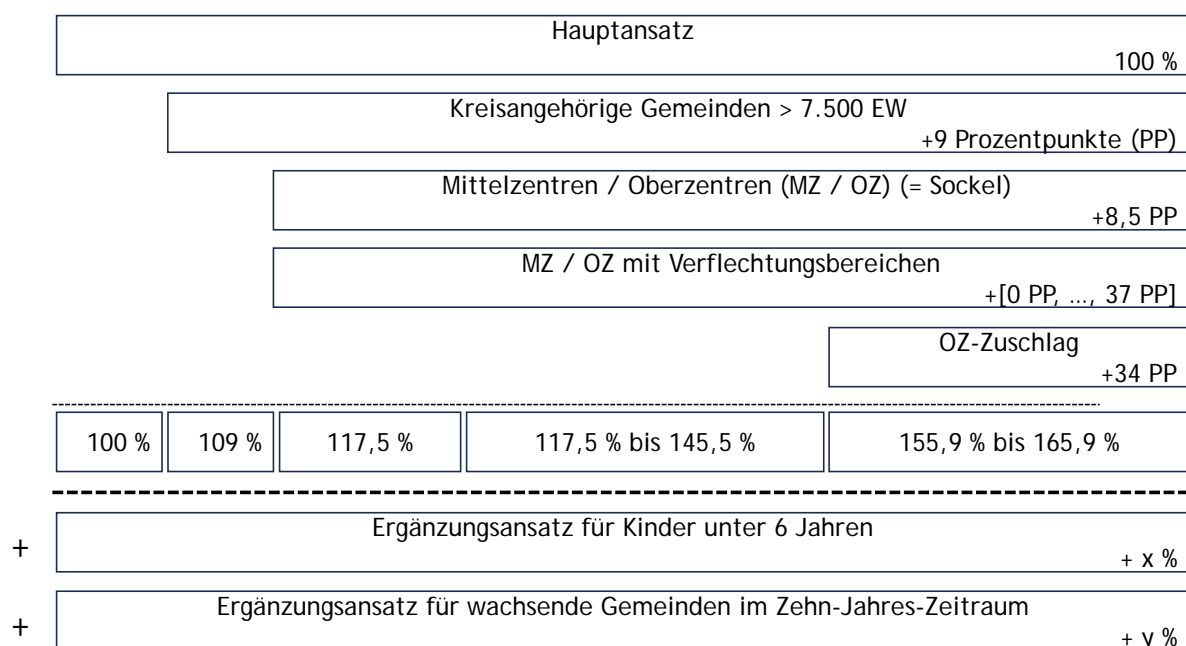 Hauptansatz
100 %
Kreisangehörige Gemeinden > 7.500 EW
+9 Prozentpunkte (PP)
Mittelzentren / Oberzentren (MZ / OZ) (= Sockel)
+8,5 PP
MZ / OZ mit Verflechtungsbereichen
+[0 PP, ..., 37 PP]
OZ-Zuschlag
+34 PP
100 % 109 % 117,5 % 117,5 % bis 145,5 % 155,9 % bis 165,9 %
+ Ergänzungsansatz für Kinder unter 6 Jahren
+ x %
+ Ergänzungsansatz für wachsende Gemeinden im Zehn-Jahres-Zeitraum
+ y %